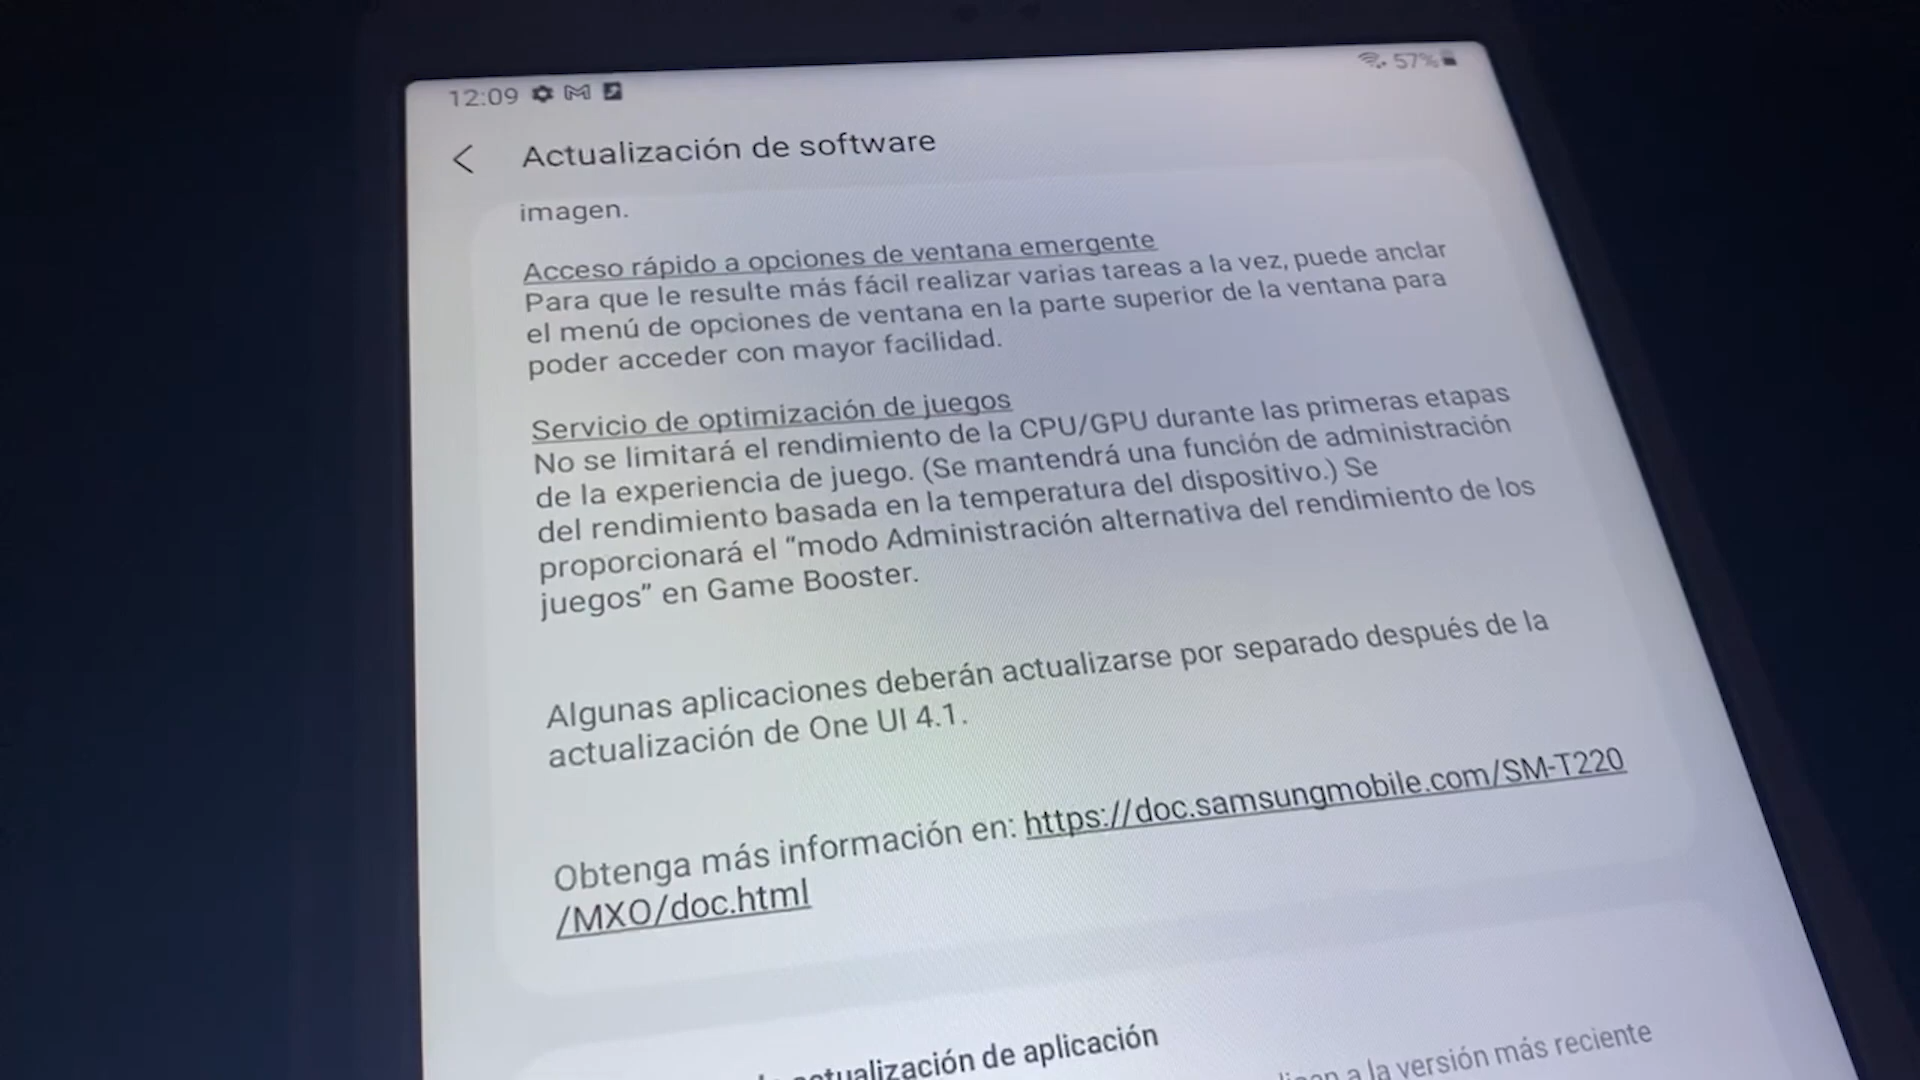 12:09
57%
Actualización de software
imagen.
Acceso rápido a opciones de ventana emergente
Para que le resulte más fácil realizar varias tareas a la vez, puede anclar
el menú de opciones de ventana en la parte superior de la ventana para
poder acceder con mayor facilidad.
Servicio de optimización de juegos
No se limitará el rendimiento de la CPU/GPU durante las primeras etapas
de la experiencia de juego. (Se mantendrá una función de administración
del rendimiento basada en la temperatura del dispositivo.) Se
proporcionará el “modo Administración alternativa del rendimiento de los
juegos” en Game Booster.
Algunas aplicaciones deberán actualizarse por separado después de la
actualización de One UI 4.1.
Obtenga más información en: https://doc.samsungmobile.com/SM-T220
/MXO/doc.html
de aplicación
a la versión más reciente